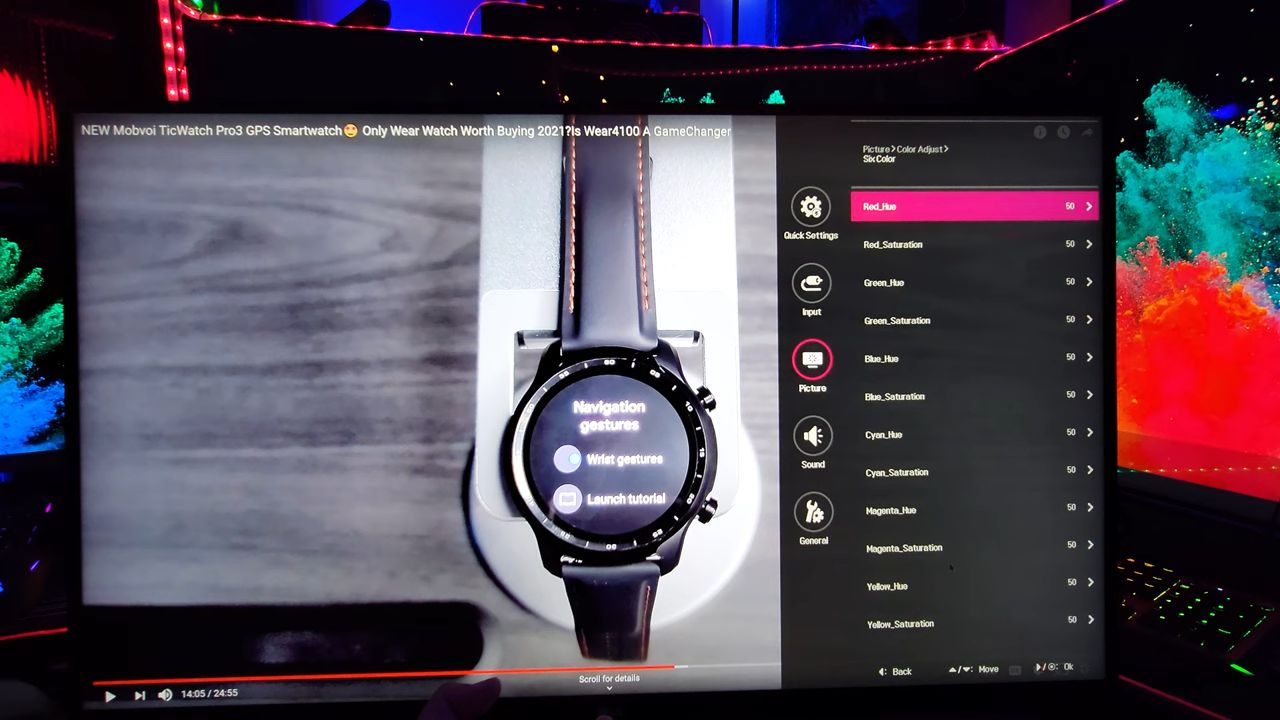 NEW Mobvoi TicWatch Pro3 GPS Smartwatch😍 Only Wear Watch Worth Buying 2021?Is Wear4100 A GameChanger
Navigation
gestures
Wrist gestures
Launch tutorial
14:05 / 24:55
Scroll for details
Quick Settings
Input
Picture
Sound
General
Picture > Color Adjust >
Six Color
Red_Hue 50
Red_Saturation 50
Green_Hue 50
Green_Saturation 50
Blue_Hue 50
Blue_Saturation 50
Cyan_Hue 50
Cyan_Saturation 50
Magenta_Hue 50
Magenta_Saturation 50
Yellow_Hue 50
Yellow_Saturation 50
◀: Back ▲/▼: Move ▶/⊙: Ok